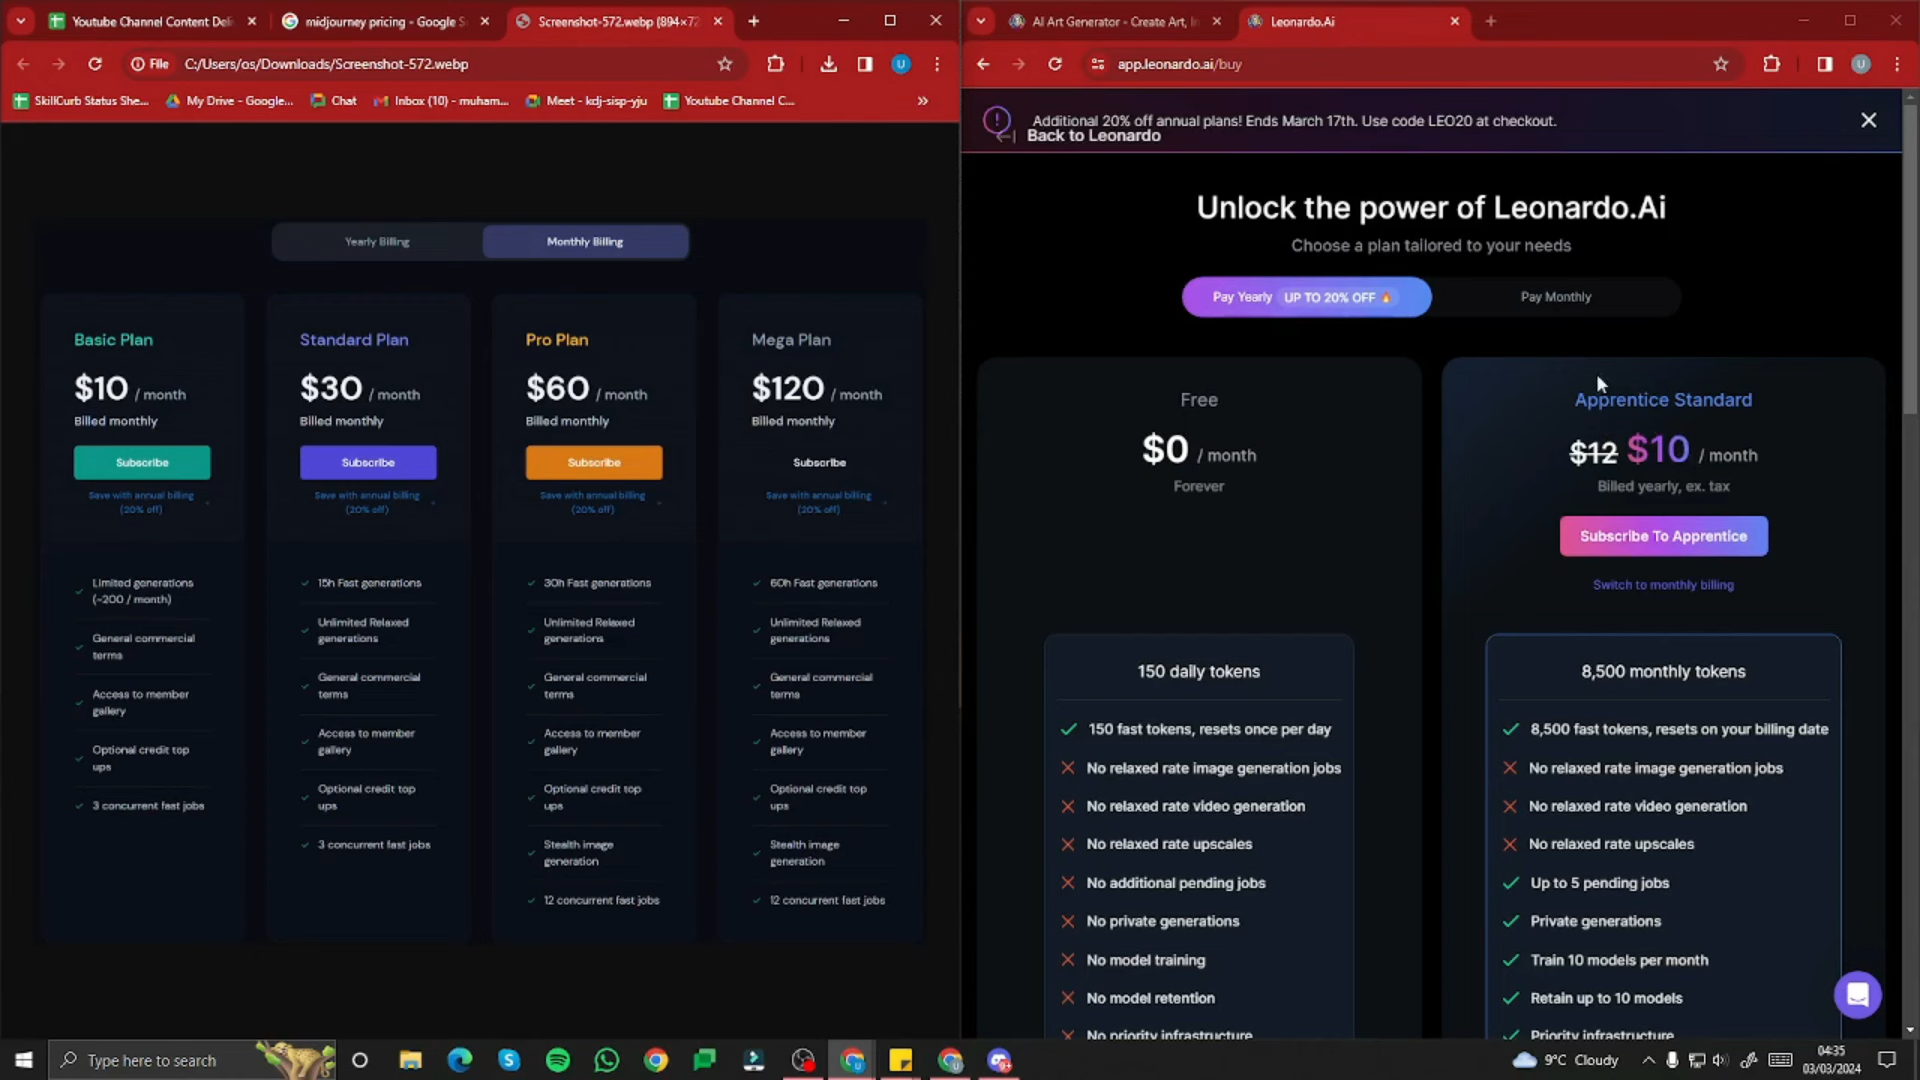 Youtube Channel Content Deli
midjourney pricing - Google S
Screenshot-572.webp (894×72
File
C:/Users/os/Downloads/Screenshot-572.webp
U
SkillCurb Status She...
My Drive - Google...
Chat
Inbox (10) - muham...
Meet - kdj-sisp-yju
Youtube Channel C...
»
Yearly Billing
Monthly Billing
Basic Plan
$10 / month
Billed monthly
Subscribe
Save with annual billing
(20% off)
Limited generations
(~200 / month)
General commercial
terms
Access to member
gallery
Optional credit top
ups
3 concurrent fast jobs
Standard Plan
$30 / month
Billed monthly
Subscribe
Save with annual billing
(20% off)
15h Fast generations
Unlimited Relaxed
generations
General commercial
terms
Access to member
gallery
Optional credit top
ups
3 concurrent fast jobs
Pro Plan
$60 / month
Billed monthly
Subscribe
Save with annual billing
(20% off)
30h Fast generations
Unlimited Relaxed
generations
General commercial
terms
Access to member
gallery
Optional credit top
ups
Stealth image
generation
12 concurrent fast jobs
Mega Plan
$120 / month
Billed monthly
Subscribe
Save with annual billing
(20% off)
60h Fast generations
Unlimited Relaxed
generations
General commercial
terms
Access to member
gallery
Optional credit top
ups
Stealth image
generation
12 concurrent fast jobs
AI Art Generator - Create Art, I
Leonardo.Ai
app.leonardo.ai/buy
U
Additional 20% off annual plans! Ends March 17th. Use code LEO20 at checkout.
Back to Leonardo
Unlock the power of Leonardo.Ai
Choose a plan tailored to your needs
Pay Yearly UP TO 20% OFF 🔥
Pay Monthly
Free
$0 / month
Forever
150 daily tokens
150 fast tokens, resets once per day
No relaxed rate image generation jobs
No relaxed rate video generation
No relaxed rate upscales
No additional pending jobs
No private generations
No model training
No model retention
No priority infrastructure
Apprentice Standard
$12 $10 / month
Billed yearly, ex. tax
Subscribe To Apprentice
Switch to monthly billing
8,500 monthly tokens
8,500 fast tokens, resets on your billing date
No relaxed rate image generation jobs
No relaxed rate video generation
No relaxed rate upscales
Up to 5 pending jobs
Private generations
Train 10 models per month
Retain up to 10 models
Priority infrastructure
Type here to search
9°C Cloudy
04:35
03/03/2024